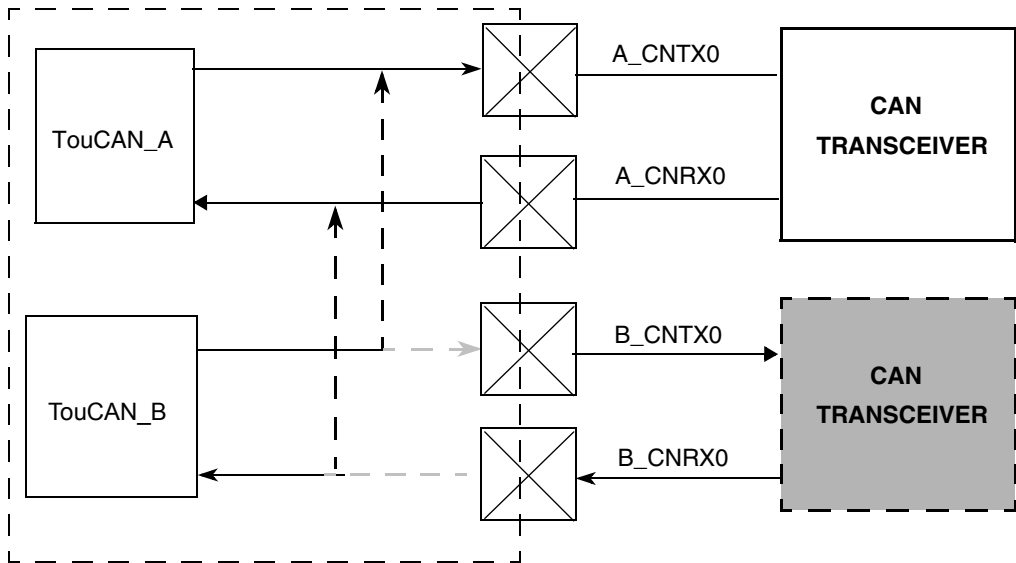 A_CNTX0
CAN
TRANSCEIVER
TouCAN_A
A_CNRX0
B_CNTX0
CAN
TRANSCEIVER
TouCAN_B
B_CNRX0